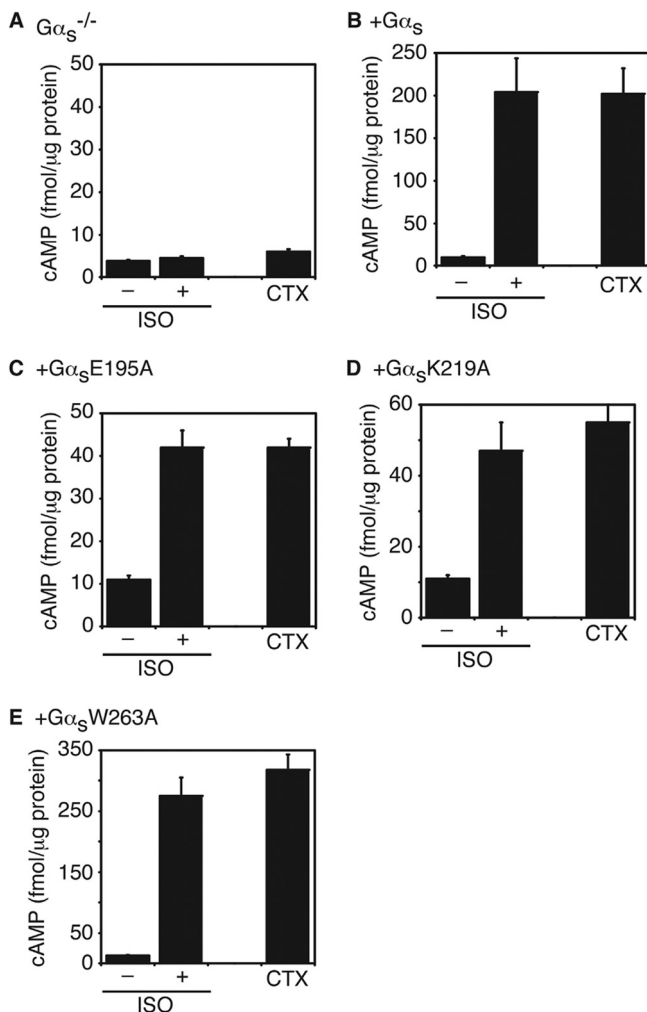 A Gαs-/-
50
40
30
20
10
0
cAMP (fmol/μg protein)
– + CTX
ISO
B +Gαs
200
150
100
50
0
cAMP (fmol/μg protein)
– + CTX
ISO
C +GαsE195A
50
40
30
20
10
0
cAMP (fmol/μg protein)
– + CTX
ISO
D +GαsK219A
60
40
20
0
cAMP (fmol/μg protein)
– + CTX
ISO
E +GαsW263A
350
250
150
50
0
cAMP (fmol/μg protein)
– + CTX
ISO